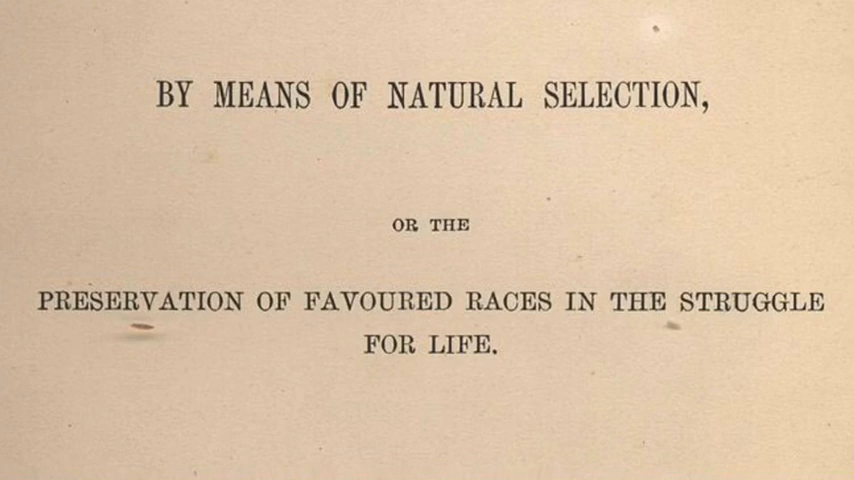 BY MEANS OF NATURAL SELECTION,
OR THE
PRESERVATION OF FAVOURED RACES IN THE STRUGGLE
FOR LIFE.